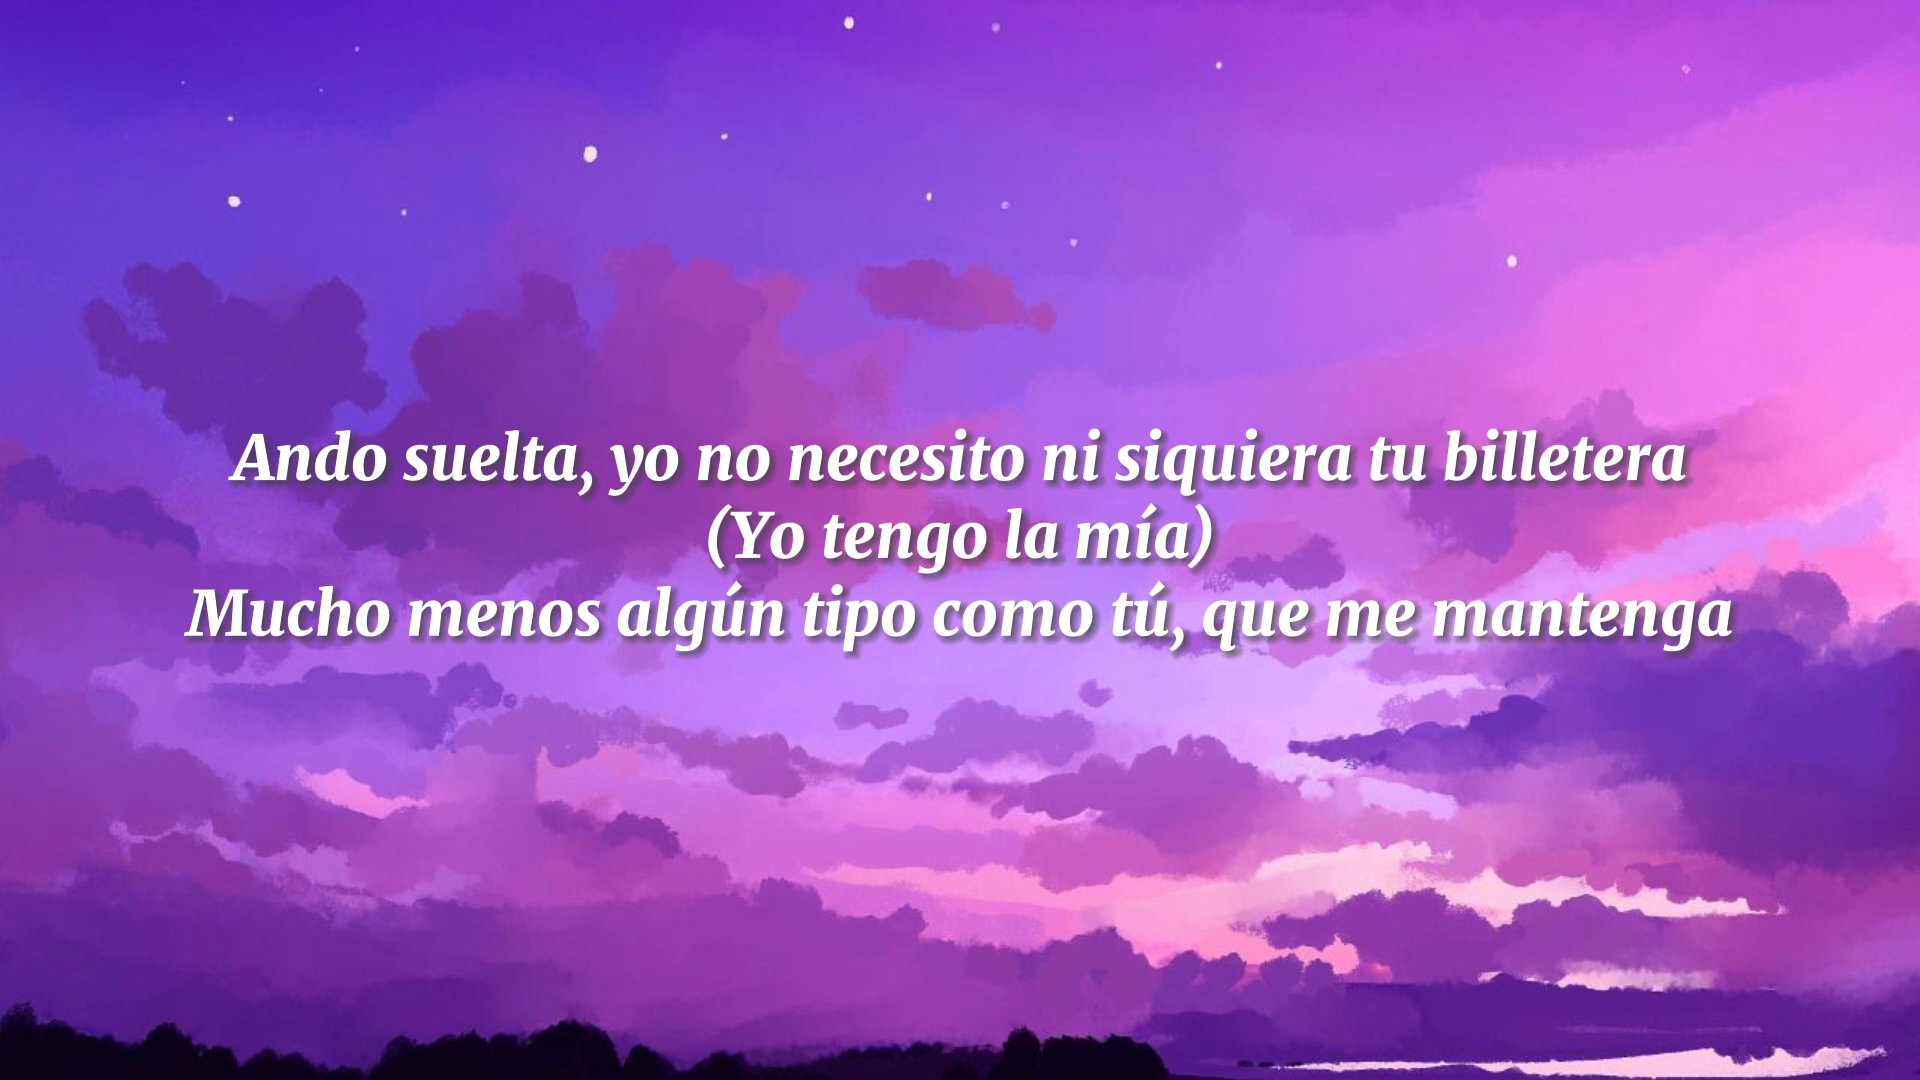 Ando suelta, yo no necesito ni siquiera tu billetera
(Yo tengo la mía)
Mucho menos algún tipo como tú, que me mantenga